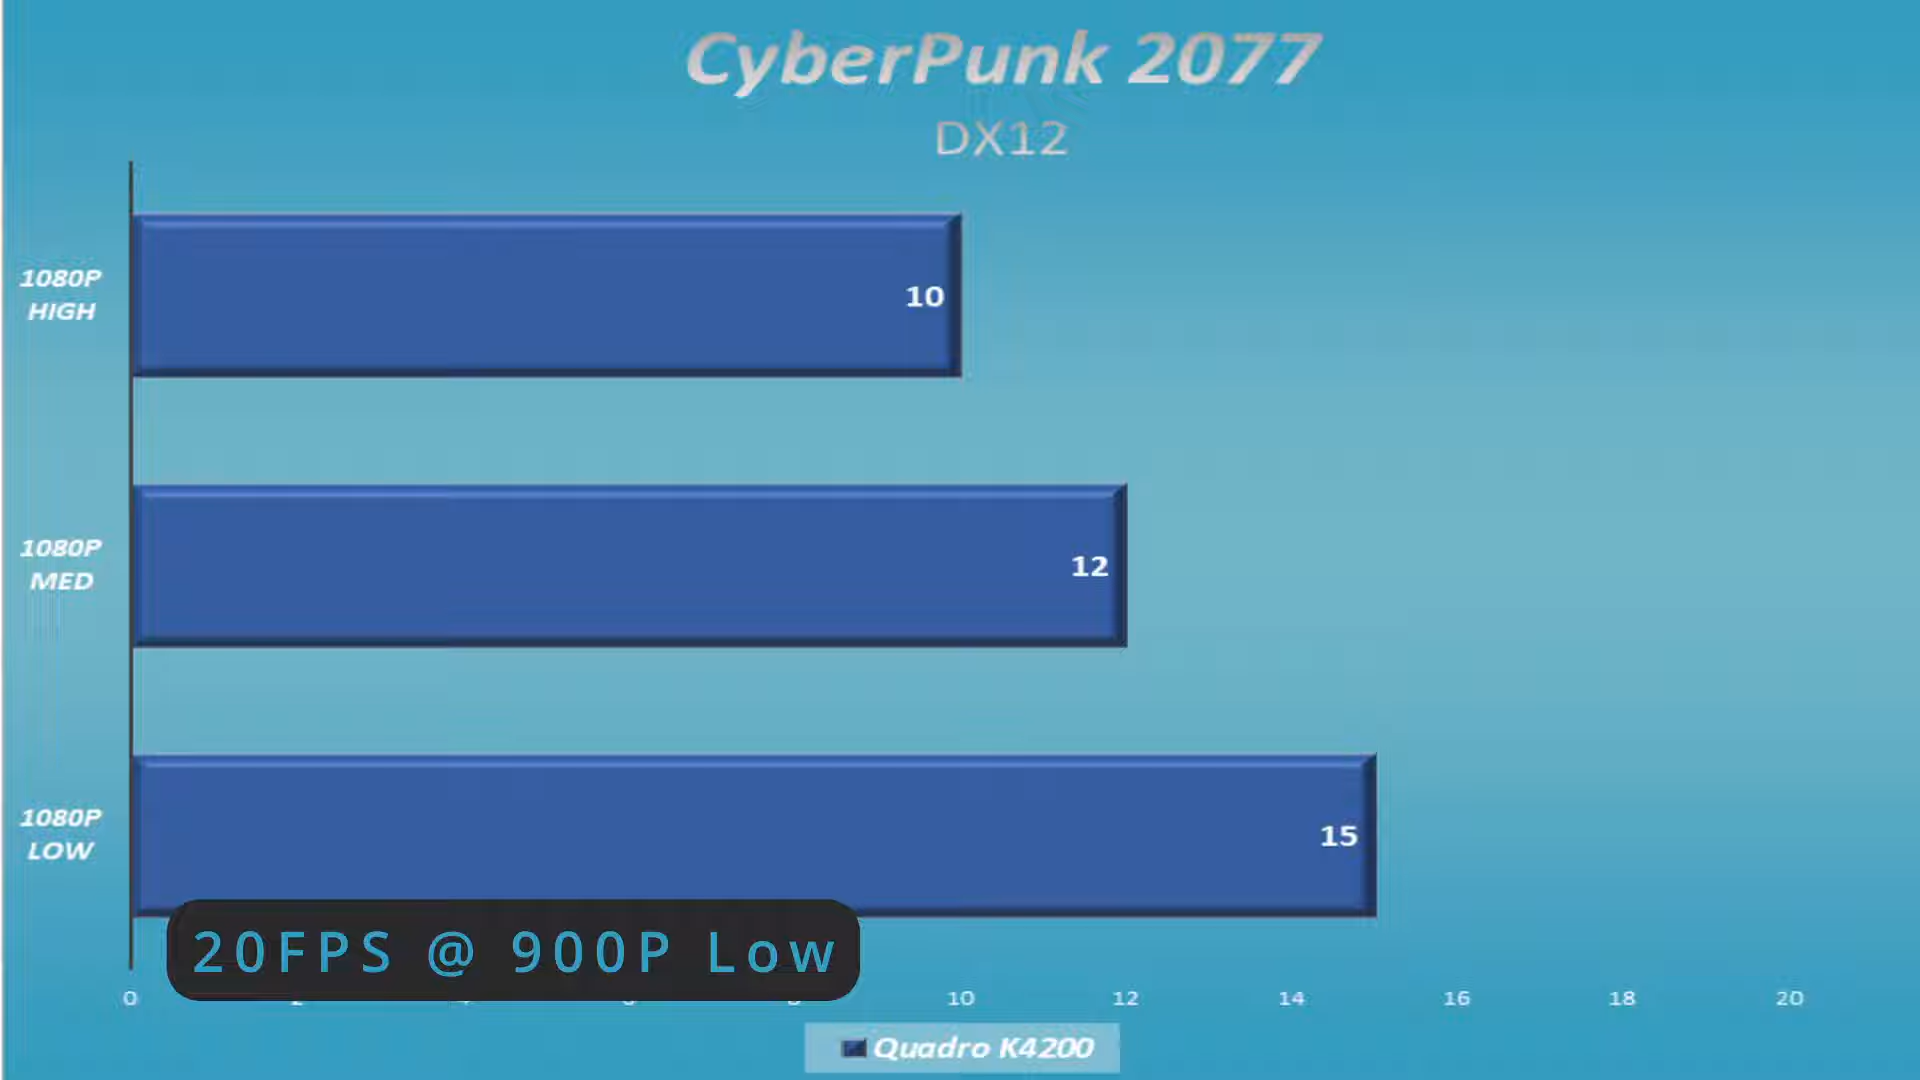 CyberPunk 2077
DX12
1080P
HIGH
10
1080P
MED
12
1080P
LOW
15
20FPS @ 900P Low
0 10 12 14 16 18 20
Quadro K4200